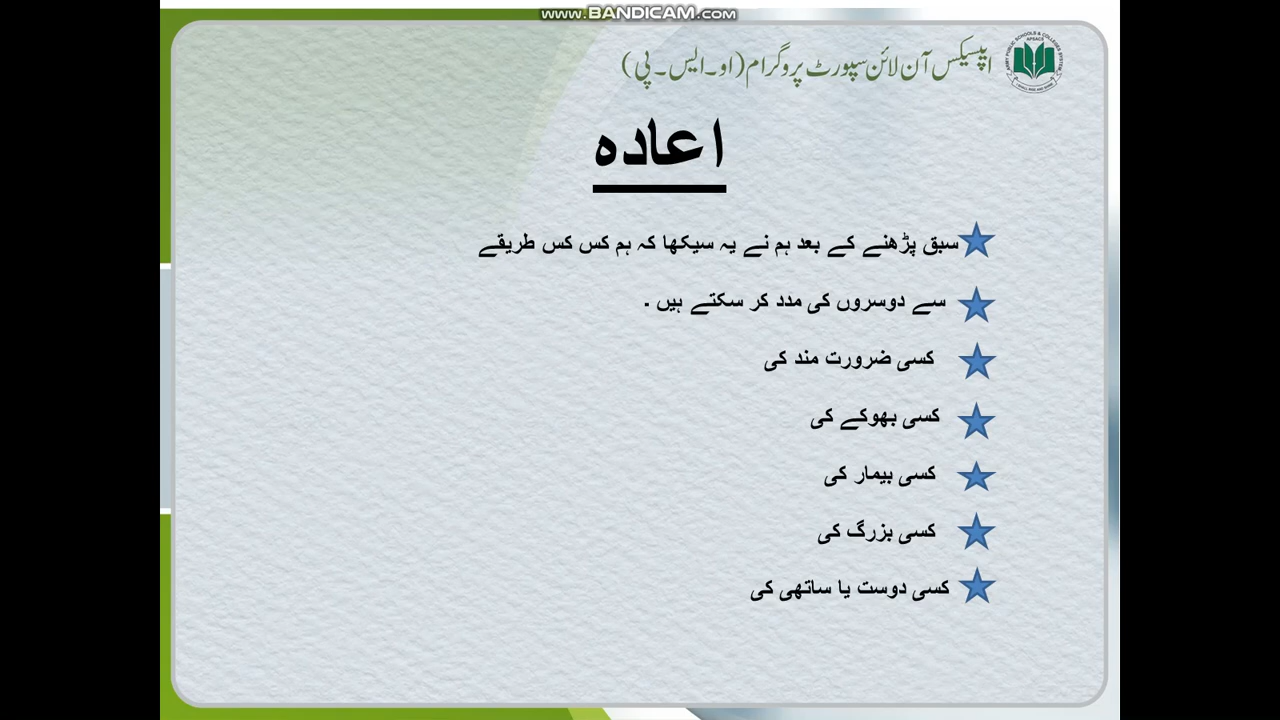 www.BANDICAM.com
ایپسیکس آن لائن سپورٹ پروگرام (او۔ایس۔پی)
اعادہ
سبق پڑھنے کے بعد ہم نے یہ سیکھا کہ ہم کس کس طریقے
سے دوسروں کی مدد کر سکتے ہیں ۔
کسی ضرورت مند کی
کسی بھوکے کی
کسی بیمار کی
کسی بزرگ کی
کسی دوست یا ساتھی کی